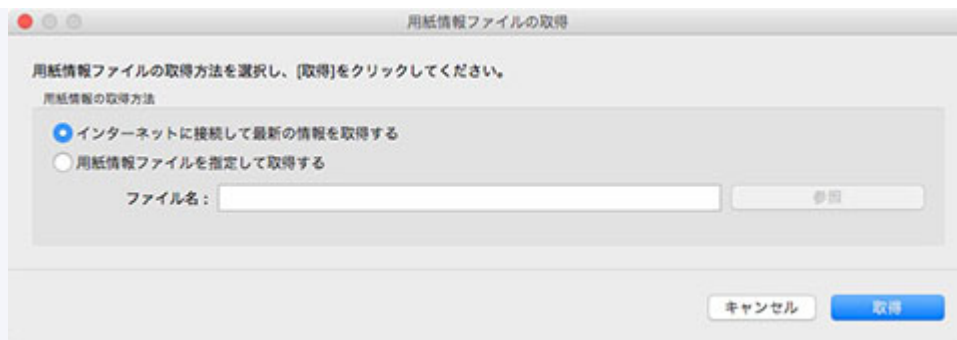 用紙情報ファイルの取得
用紙情報ファイルの取得方法を選択し、[取得]をクリックしてください。
用紙情報の取得方法
インターネットに接続して最新の情報を取得する
用紙情報ファイルを指定して取得する
ファイル名： 参照
キャンセル 取得